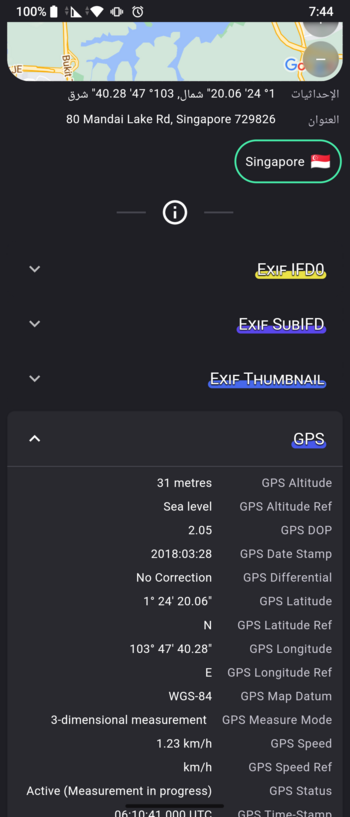 100% 7:44
JE
Bukit
Go
الإحداثيات 1° 24' 20.06" شمال, 103° 47' 40.28" شرق
العنوان 80 Mandai Lake Rd, Singapore 729826
Singapore 🇸🇬
Exif IFD0
Exif SubIFD
Exif Thumbnail
GPS
31 metres GPS Altitude
Sea level GPS Altitude Ref
2.05 GPS DOP
2018:03:28 GPS Date Stamp
No Correction GPS Differential
1° 24' 20.06" GPS Latitude
N GPS Latitude Ref
103° 47' 40.28" GPS Longitude
E GPS Longitude Ref
WGS-84 GPS Map Datum
3-dimensional measurement GPS Measure Mode
1.23 km/h GPS Speed
km/h GPS Speed Ref
Active (Measurement in progress) GPS Status
06:10:41.000 UTC GPS Time-Stamp